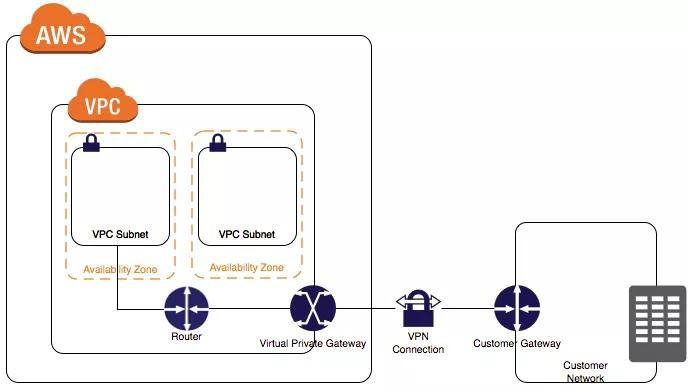 AWS
VPC
VPC Subnet
VPC Subnet
Availability Zone
Availability Zone
Router
Virtual Private Gateway
VPN
Connection
Customer Gateway
Customer
Network